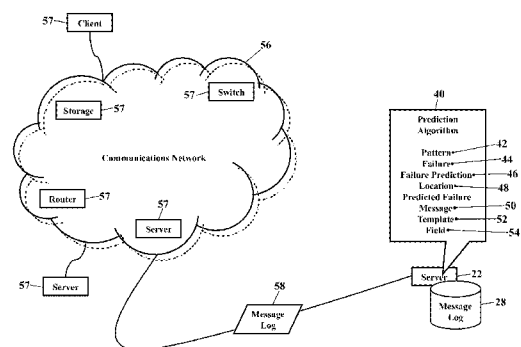 57
Client
56
57
Switch
Storage
57
Communications Network
Router
57
57
Server
57
Server
58
Message
Log
40
Prediction
Algorithm
Pattern
42
Failure
44
Failure Prediction
46
Location
48
Predicted Failure
Message
50
Template
52
Field
54
Server
22
Message
Log
28